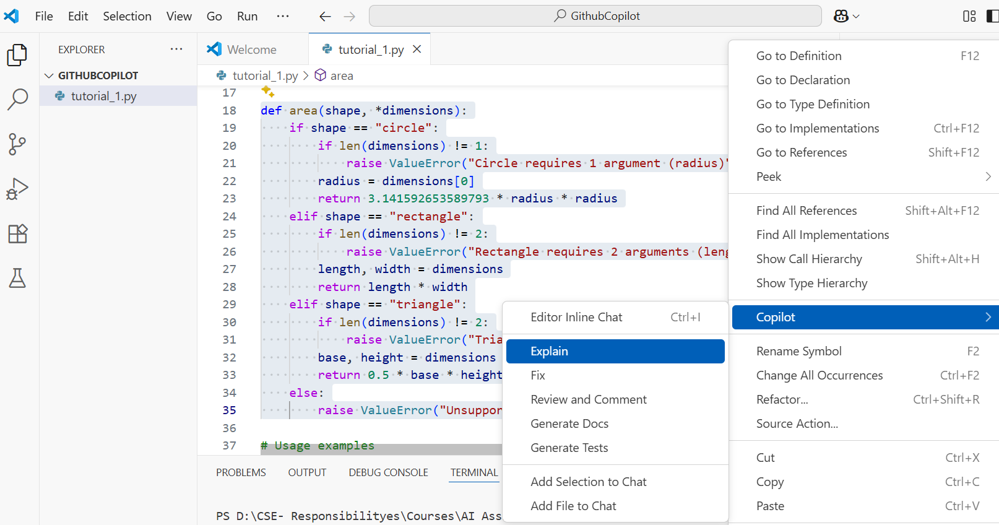 File Edit Selection View Go Run ··· GithubCopilot
EXPLORER ···
GITHUBCOPILOT
tutorial_1.py
Welcome
tutorial_1.py
tutorial_1.py > area
17
18 def area(shape, *dimensions):
19 if shape == "circle":
20 if len(dimensions) != 1:
21 raise ValueError("Circle requires 1 argument (radius)"
22 radius = dimensions[0]
23 return 3.141592653589793 * radius * radius
24 elif shape == "rectangle":
25 if len(dimensions) != 2:
26 raise ValueError("Rectangle requires 2 arguments (leng
27 length, width = dimensions
28 return length * width
29 elif shape == "triangle":
30 if len(dimensions) != 2:
31 raise ValueError("Tria
32 base, height = dimensions
33 return 0.5 * base * height
34 else:
35 raise ValueError("Unsuppor
36
37 # Usage examples
PROBLEMS OUTPUT DEBUG CONSOLE TERMINAL
PS D:\CSE- Responsibilityes\Courses\AI Ass
Editor Inline Chat Ctrl+I
Explain
Fix
Review and Comment
Generate Docs
Generate Tests
Add Selection to Chat
Add File to Chat
Go to Definition F12
Go to Declaration
Go to Type Definition
Go to Implementations Ctrl+F12
Go to References Shift+F12
Peek
Find All References Shift+Alt+F12
Find All Implementations
Show Call Hierarchy Shift+Alt+H
Show Type Hierarchy
Copilot
Rename Symbol F2
Change All Occurrences Ctrl+F2
Refactor... Ctrl+Shift+R
Source Action...
Cut Ctrl+X
Copy Ctrl+C
Paste Ctrl+V